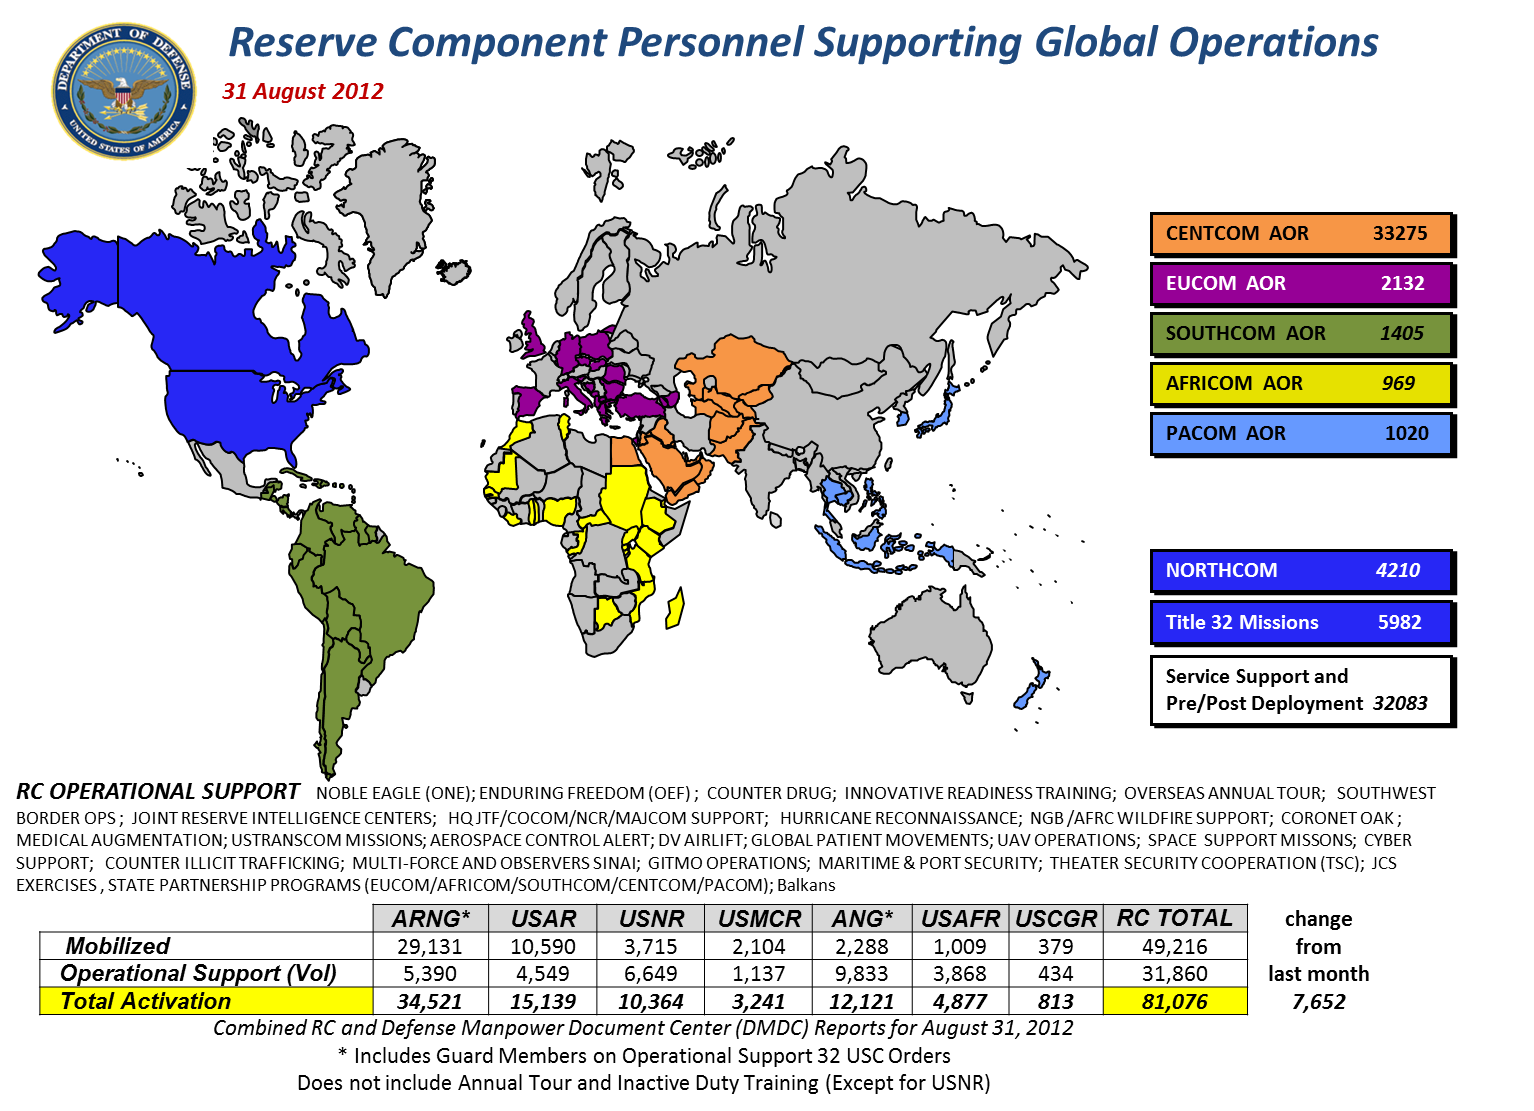 DEPARTMENT OF DEFENSE
UNITED STATES OF AMERICA
Reserve Component Personnel Supporting Global Operations
31 August 2012
CENTCOM AOR 33275
EUCOM AOR 2132
SOUTHCOM AOR 1405
AFRICOM AOR 969
PACOM AOR 1020
NORTHCOM 4210
Title 32 Missions 5982
Service Support and
Pre/Post Deployment 32083
RC OPERATIONAL SUPPORT NOBLE EAGLE (ONE); ENDURING FREEDOM (OEF) ; COUNTER DRUG; INNOVATIVE READINESS TRAINING; OVERSEAS ANNUAL TOUR; SOUTHWEST
BORDER OPS ; JOINT RESERVE INTELLIGENCE CENTERS; HQ JTF/COCOM/NCR/MAJCOM SUPPORT; HURRICANE RECONNAISSANCE; NGB /AFRC WILDFIRE SUPPORT; CORONET OAK ;
MEDICAL AUGMENTATION; USTRANSCOM MISSIONS; AEROSPACE CONTROL ALERT; DV AIRLIFT; GLOBAL PATIENT MOVEMENTS; UAV OPERATIONS; SPACE SUPPORT MISSONS; CYBER
SUPPORT; COUNTER ILLICIT TRAFFICKING; MULTI-FORCE AND OBSERVERS SINAI; GITMO OPERATIONS; MARITIME & PORT SECURITY; THEATER SECURITY COOPERATION (TSC); JCS
EXERCISES , STATE PARTNERSHIP PROGRAMS (EUCOM/AFRICOM/SOUTHCOM/CENTCOM/PACOM); Balkans
ARNG* USAR USNR USMCR ANG* USAFR USCGR RC TOTAL change
Mobilized 29,131 10,590 3,715 2,104 2,288 1,009 379 49,216 from
Operational Support (Vol) 5,390 4,549 6,649 1,137 9,833 3,868 434 31,860 last month
Total Activation 34,521 15,139 10,364 3,241 12,121 4,877 813 81,076 7,652
Combined RC and Defense Manpower Document Center (DMDC) Reports for August 31, 2012
* Includes Guard Members on Operational Support 32 USC Orders
Does not include Annual Tour and Inactive Duty Training (Except for USNR)